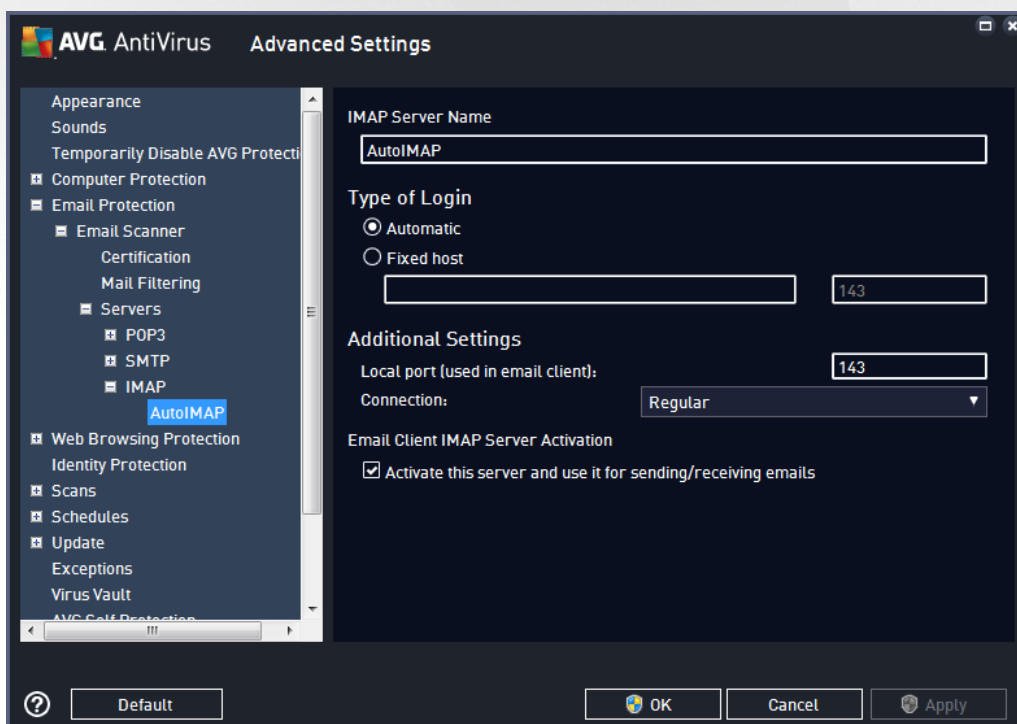 AVG. AntiVirus
Advanced Settings
Appearance
Sounds
Temporarily Disable AVG Protecti
Computer Protection
Email Protection
Email Scanner
Certification
Mail Filtering
Servers
POP3
SMTP
IMAP
AutoIMAP
Web Browsing Protection
Identity Protection
Scans
Schedules
Update
Exceptions
Virus Vault
AVG Self Protection
IMAP Server Name
AutoIMAP
Type of Login
Automatic
Fixed host
143
Additional Settings
Local port (used in email client):
143
Connection:
Regular
Email Client IMAP Server Activation
Activate this server and use it for sending/receiving emails
?
Default
OK
Cancel
Apply